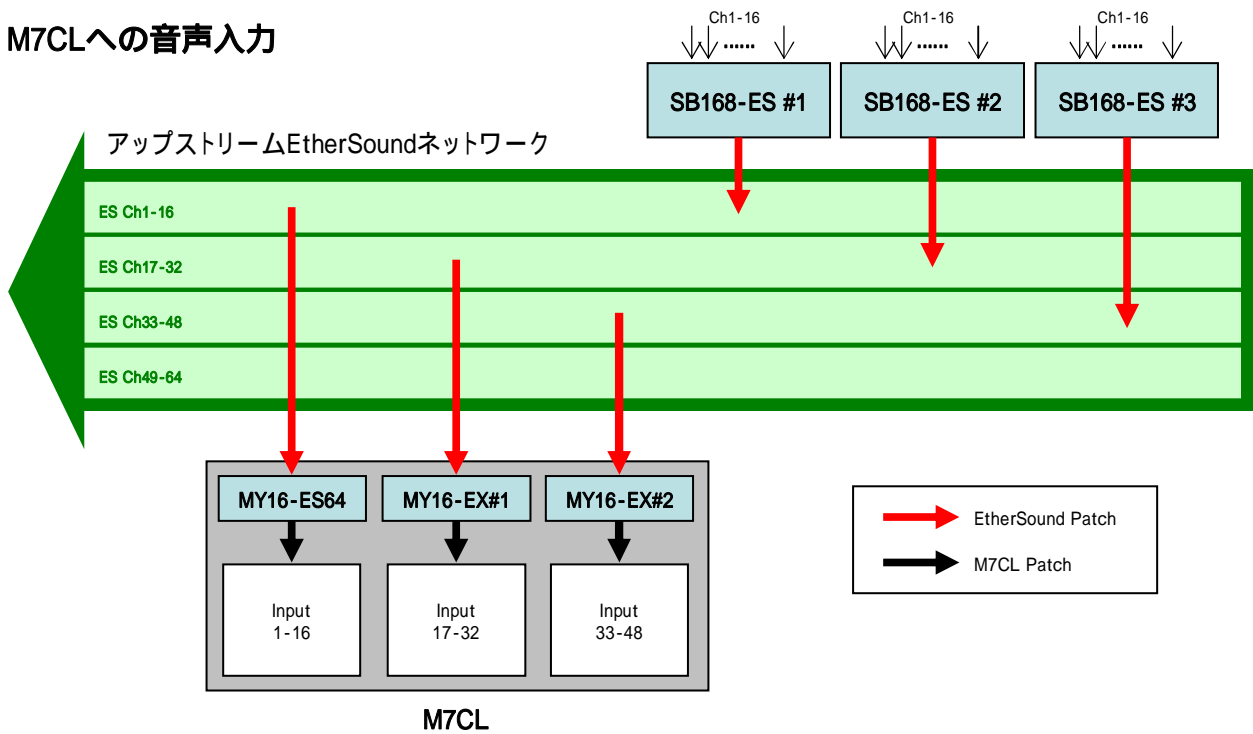 M7CLへの音声入力
Ch1-16
Ch1-16
Ch1-16
......
......
......
SB168-ES #1
SB168-ES #2
SB168-ES #3
アップストリームEtherSoundネットワーク
ES Ch1-16
ES Ch17-32
ES Ch33-48
ES Ch49-64
MY16-ES64
MY16-EX#1
MY16-EX#2
Input
1-16
Input
17-32
Input
33-48
M7CL
EtherSound Patch
M7CL Patch